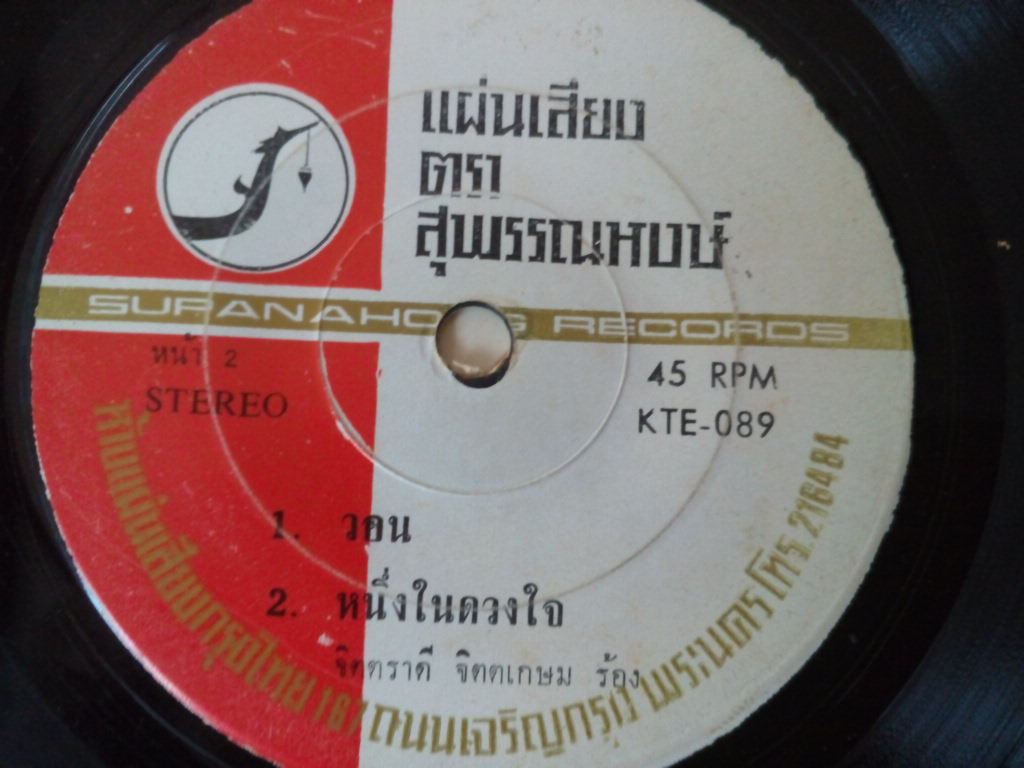 แผ่นเสียง
ตรา
สุพรรณหงษ์
SUPANAHONG RECORDS
หน้า 2
STEREO
45 RPM
KTE-089
1. วอน
2. หนึ่งในดวงใจ
จิตตราดี จิตตเกษม ร้อง
ห้างแผ่นเสียงกรุงไทย 167 ถนนเจริญกรุง พระนคร โทร. 216484